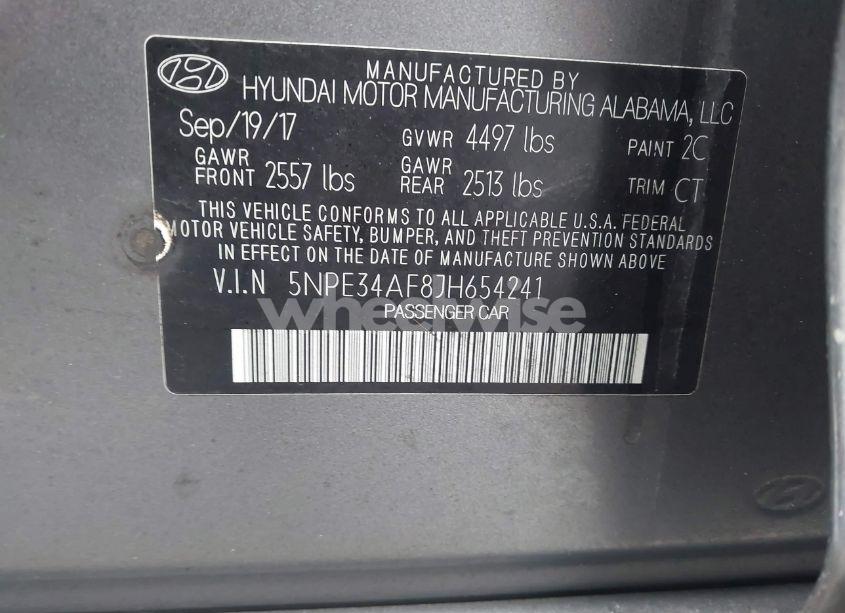 MANUFACTURED BY
HYUNDAI MOTOR MANUFACTURING ALABAMA, LLC
Sep/19/17 GVWR 4497 lbs PAINT 2C
GAWR FRONT 2557 lbs GAWR REAR 2513 lbs TRIM CT
THIS VEHICLE CONFORMS TO ALL APPLICABLE U.S.A. FEDERAL
MOTOR VEHICLE SAFETY, BUMPER, AND THEFT PREVENTION STANDARDS
IN EFFECT ON THE DATE OF MANUFACTURE SHOWN ABOVE.
V.I.N 5NPE34AF8JH654241
wheelwise
PASSENGER CAR